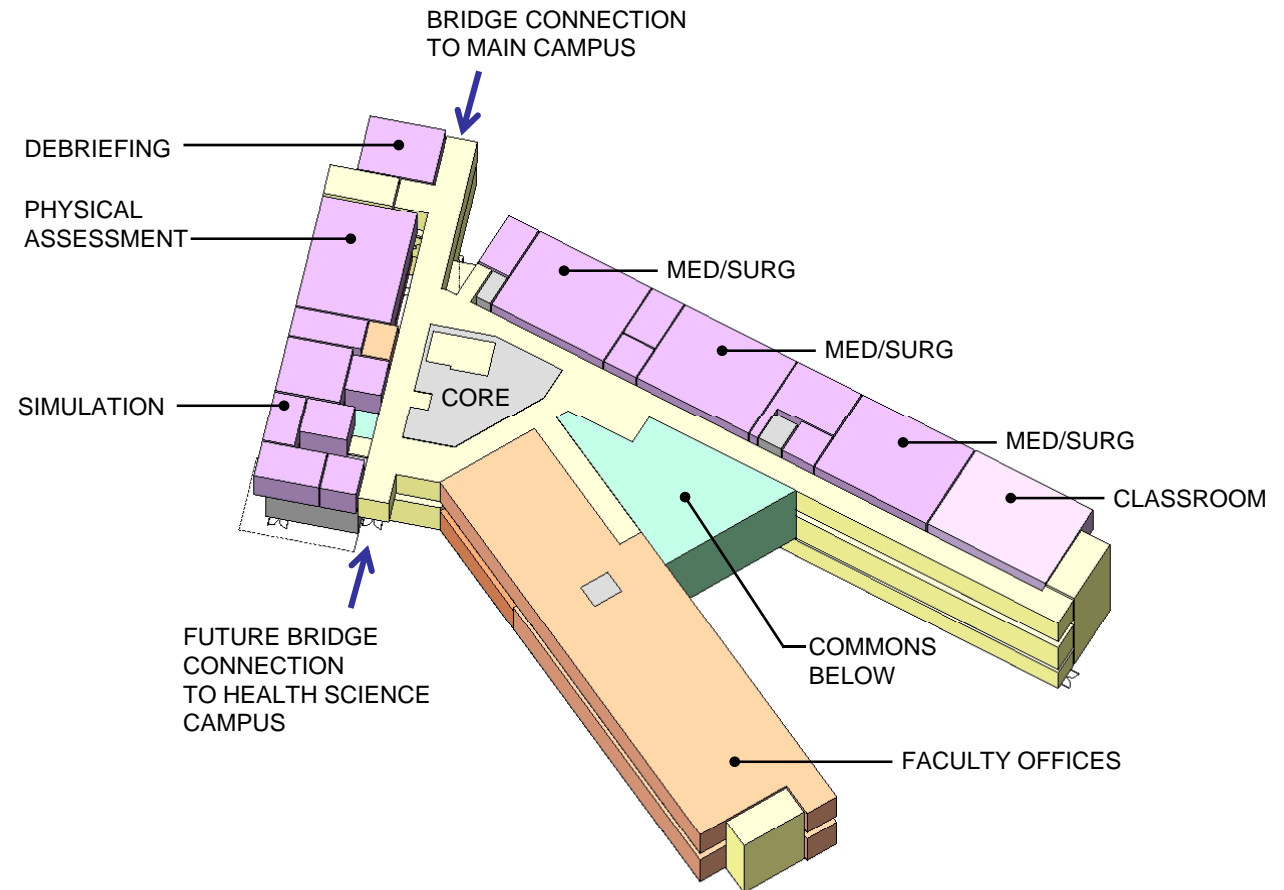 BRIDGE CONNECTION
TO MAIN CAMPUS
DEBRIEFING
PHYSICAL
ASSESSMENT
MED/SURG
MED/SURG
SIMULATION
CORE
MED/SURG
CLASSROOM
FUTURE BRIDGE
CONNECTION
TO HEALTH SCIENCE
CAMPUS
COMMONS
BELOW
FACULTY OFFICES